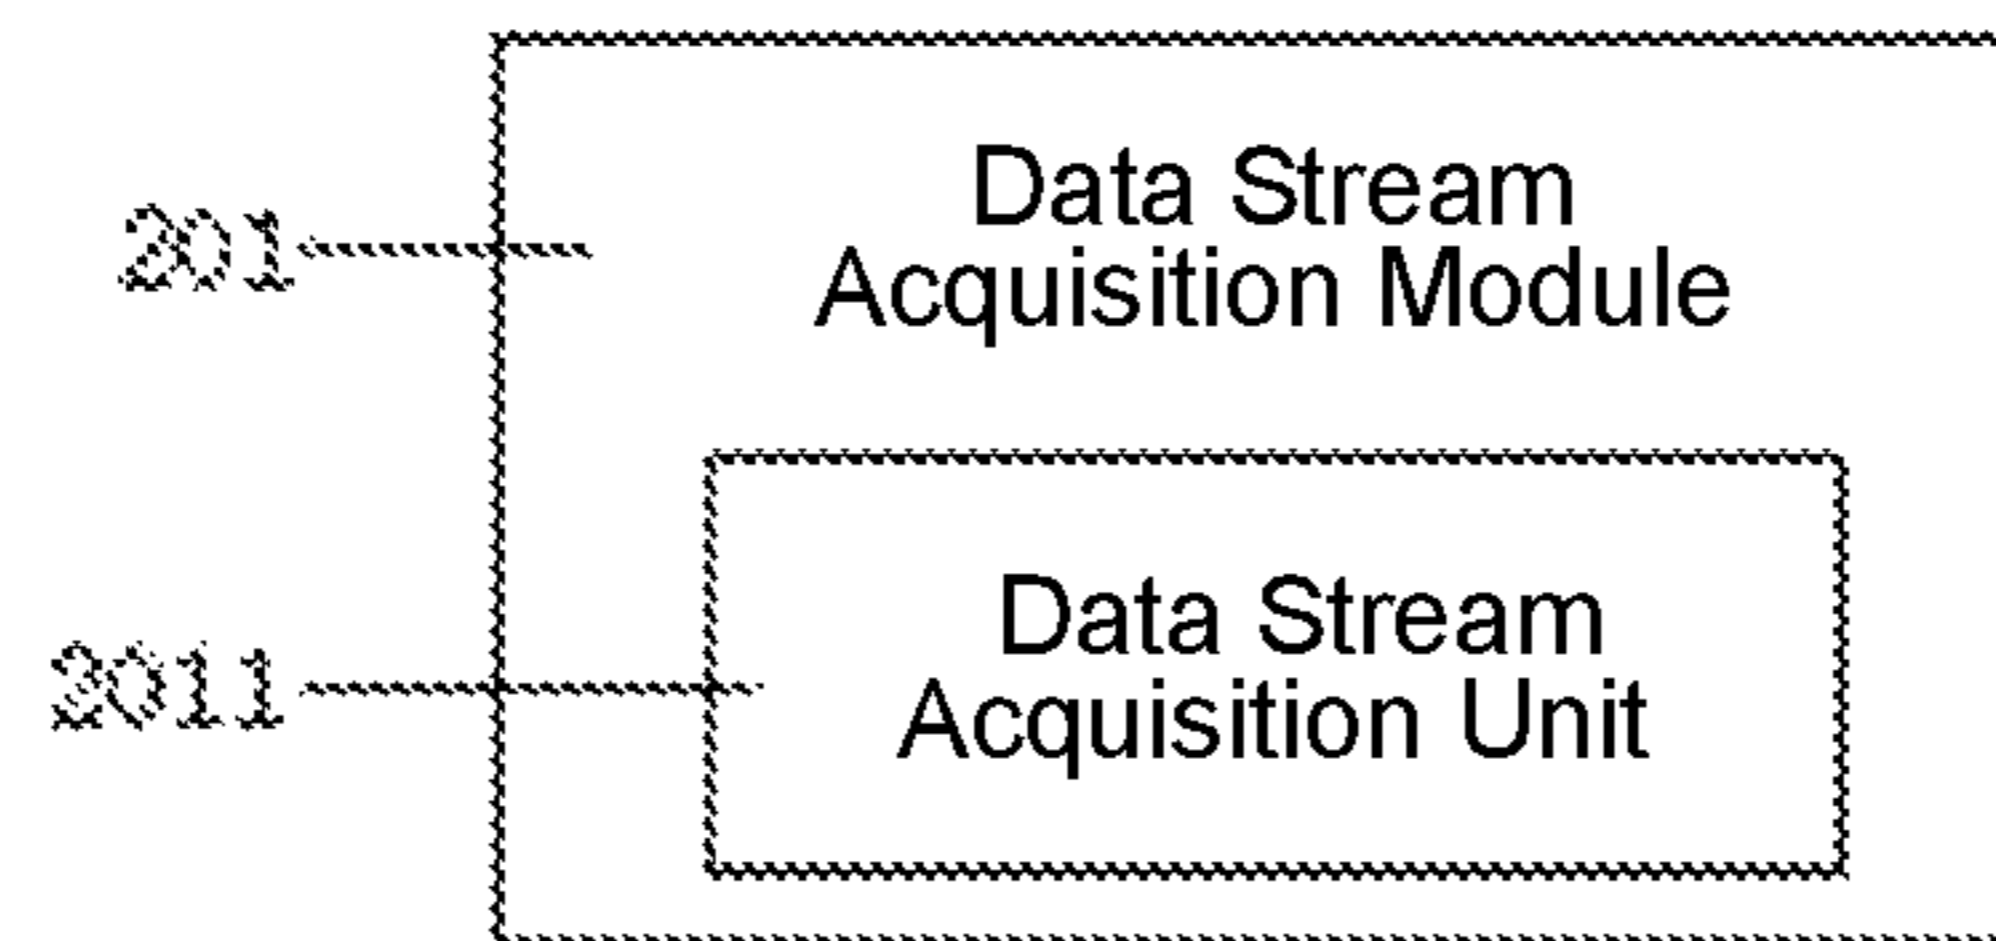 Data Stream
201
Acquisition Module
Data Stream
2011
Acquisition Unit